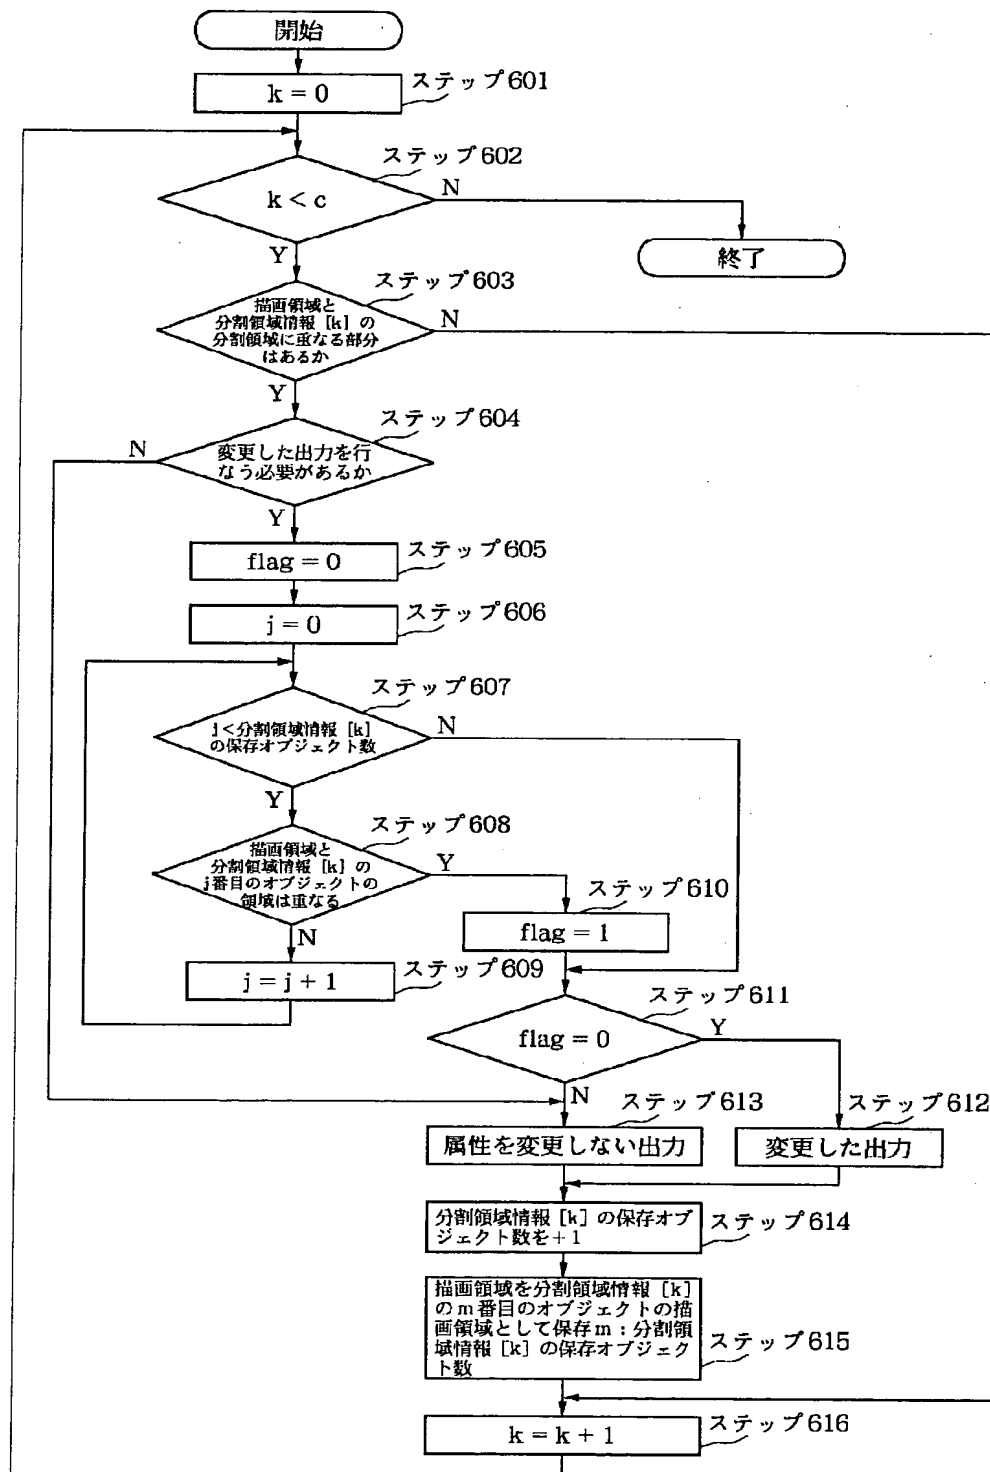 開始
ステップ601
k = 0
ステップ602
k < c
N
Y
終了
ステップ603
描画領域と
分割領域情報［k］の
分割領域に重なる部分
はあるか
N
Y
ステップ604
変更した出力を行
なう必要があるか
N
Y
ステップ605
flag = 0
ステップ606
j = 0
ステップ607
j＜分割領域情報［k］
の保存オブジェクト数
N
Y
ステップ608
描画領域と
分割領域情報［k］の
j番目のオブジェクトの
領域は重なる
Y
N
ステップ610
flag = 1
ステップ609
j = j + 1
ステップ611
flag = 0
Y
N
ステップ613
属性を変更しない出力
ステップ612
変更した出力
分割領域情報［k］の保存オブ
ジェクト数を+1
ステップ614
描画領域を分割領域情報［k］
のm番目のオブジェクトの描
画領域として保存m：分割領
域情報［k］の保存オブジェク
ト数
ステップ615
k = k + 1
ステップ616